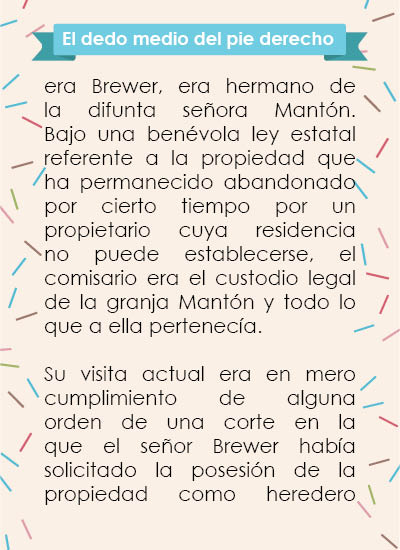 El dedo medio del pie derecho
era Brewer, era hermano de
la difunta señora Mantón.
Bajo una benévola ley estatal
referente a la propiedad que
ha permanecido abandonado
por cierto tiempo por un
propietario cuya residencia
no puede establecerse, el
comisario era el custodio legal
de la granja Mantón y todo lo
que a ella pertenecía.
Su visita actual era en mero
cumplimiento de alguna
orden de una corte en la
que el señor Brewer había
solicitado la posesión de la
propiedad como heredero